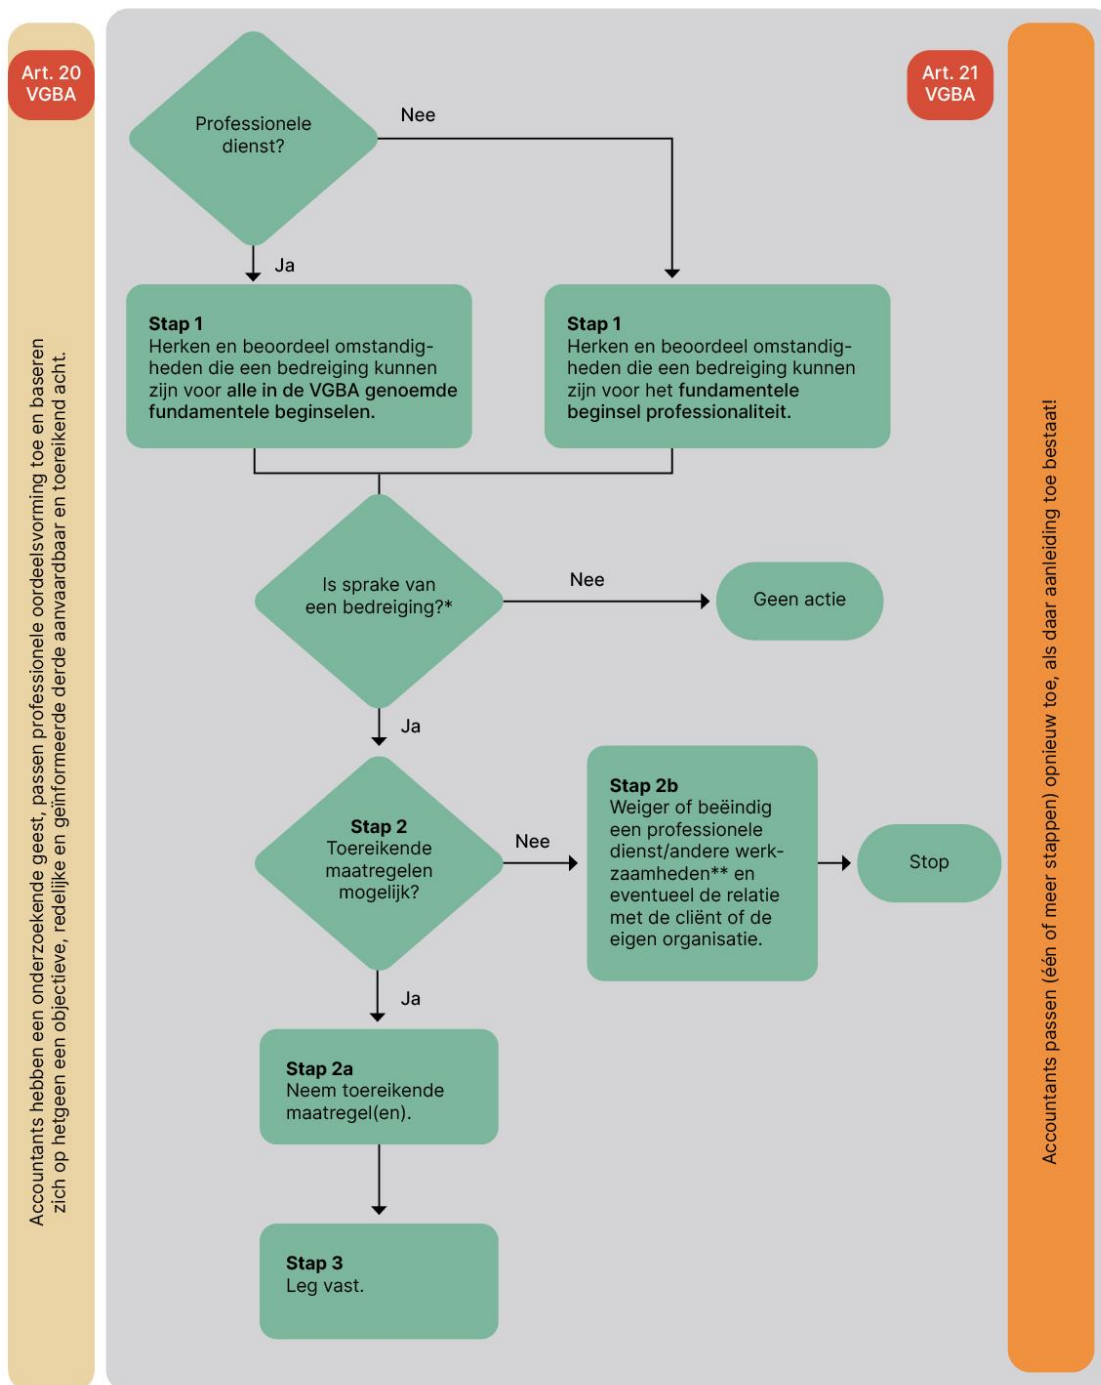 Art. 20
VGBA
Accountants hebben een onderzoekende geest, passen professionele oordeelsvorming toe en baseren
zich op hetgeen een objectieve, redelijke en geïnformeerde derde aanvaardbaar en toereikend acht.
Professionele
dienst?
Nee
Ja
Stap 1
Herken en beoordeel omstandig-
heden die een bedreiging kunnen
zijn voor alle in de VGBA genoemde
fundamentele beginselen.
Stap 1
Herken en beoordeel omstandig-
heden die een bedreiging kunnen
zijn voor het fundamentele
beginsel professionaliteit.
Is sprake van
een bedreiging?*
Nee
Geen actie
Ja
Stap 2
Toereikende
maatregelen
mogelijk?
Nee
Stap 2b
Weiger of beëindig
een professionele
dienst/andere werk-
zaamheden** en
eventueel de relatie
met de cliënt of de
eigen organisatie.
Stop
Ja
Stap 2a
Neem toereikende
maatregel(en).
Stap 3
Leg vast.
Art. 21
VGBA
Accountants passen (één of meer stappen) opnieuw toe, als daar aanleiding toe bestaat!